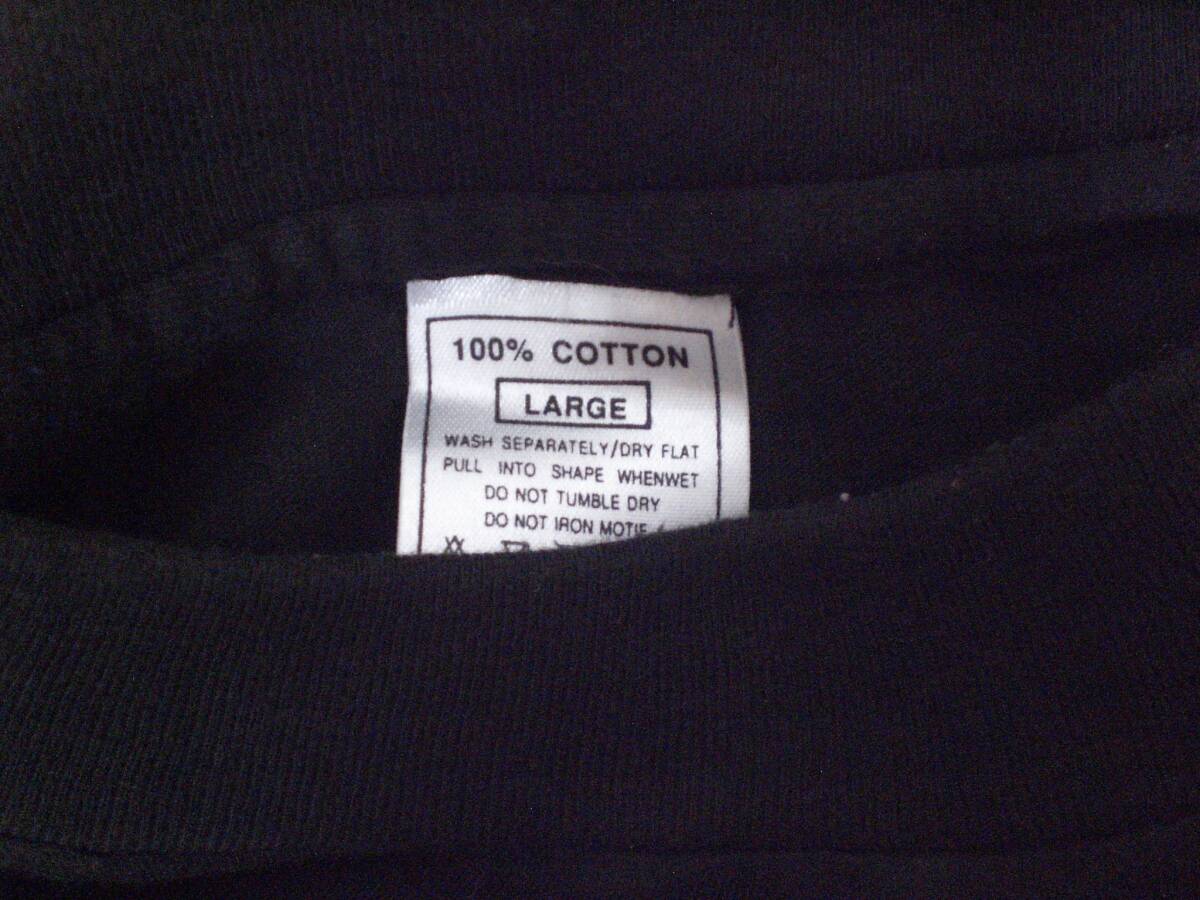 100% COTTON
LARGE
WASH SEPARATELY/DRY FLAT
PULL INTO SHAPE WHENWET
DO NOT TUMBLE DRY
DO NOT IRON MOTIF